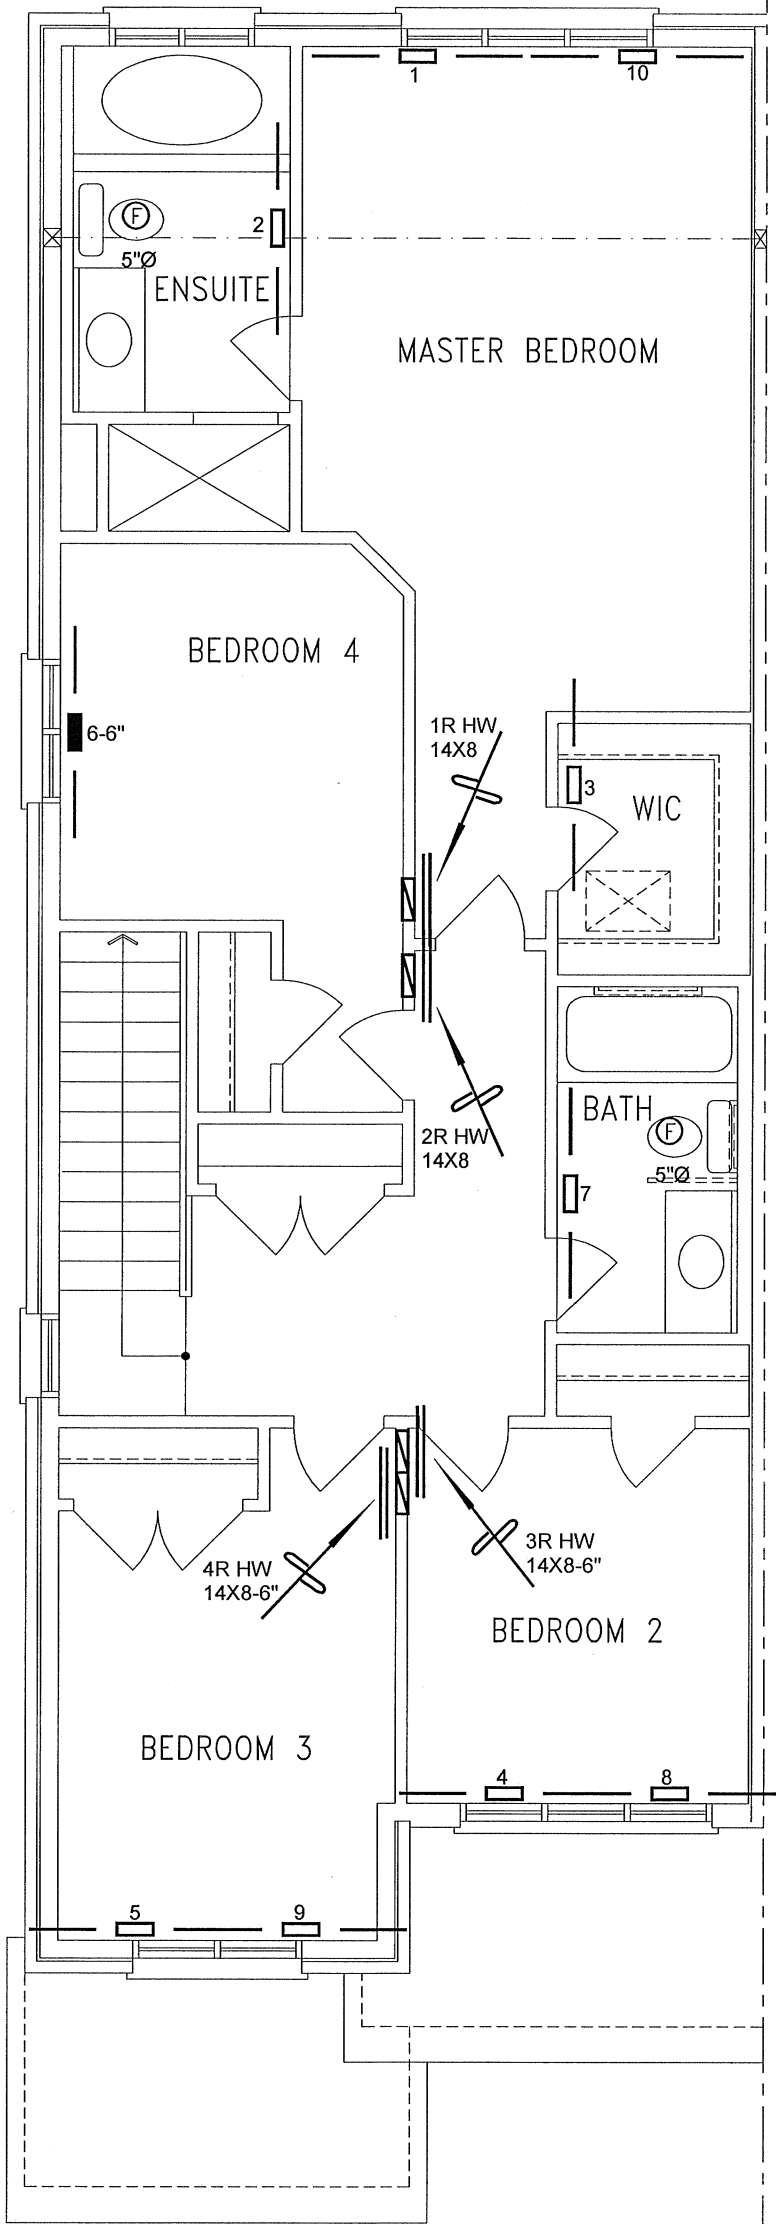 1
10
2
F
5"Ø
ENSUITE
MASTER BEDROOM
BEDROOM 4
6-6"
1R HW
14X8
3
WIC
2R HW
14X8
BATH
F
5"Ø
7
4R HW
14X8-6"
3R HW
14X8-6"
BEDROOM 2
BEDROOM 3
4
8
5
9